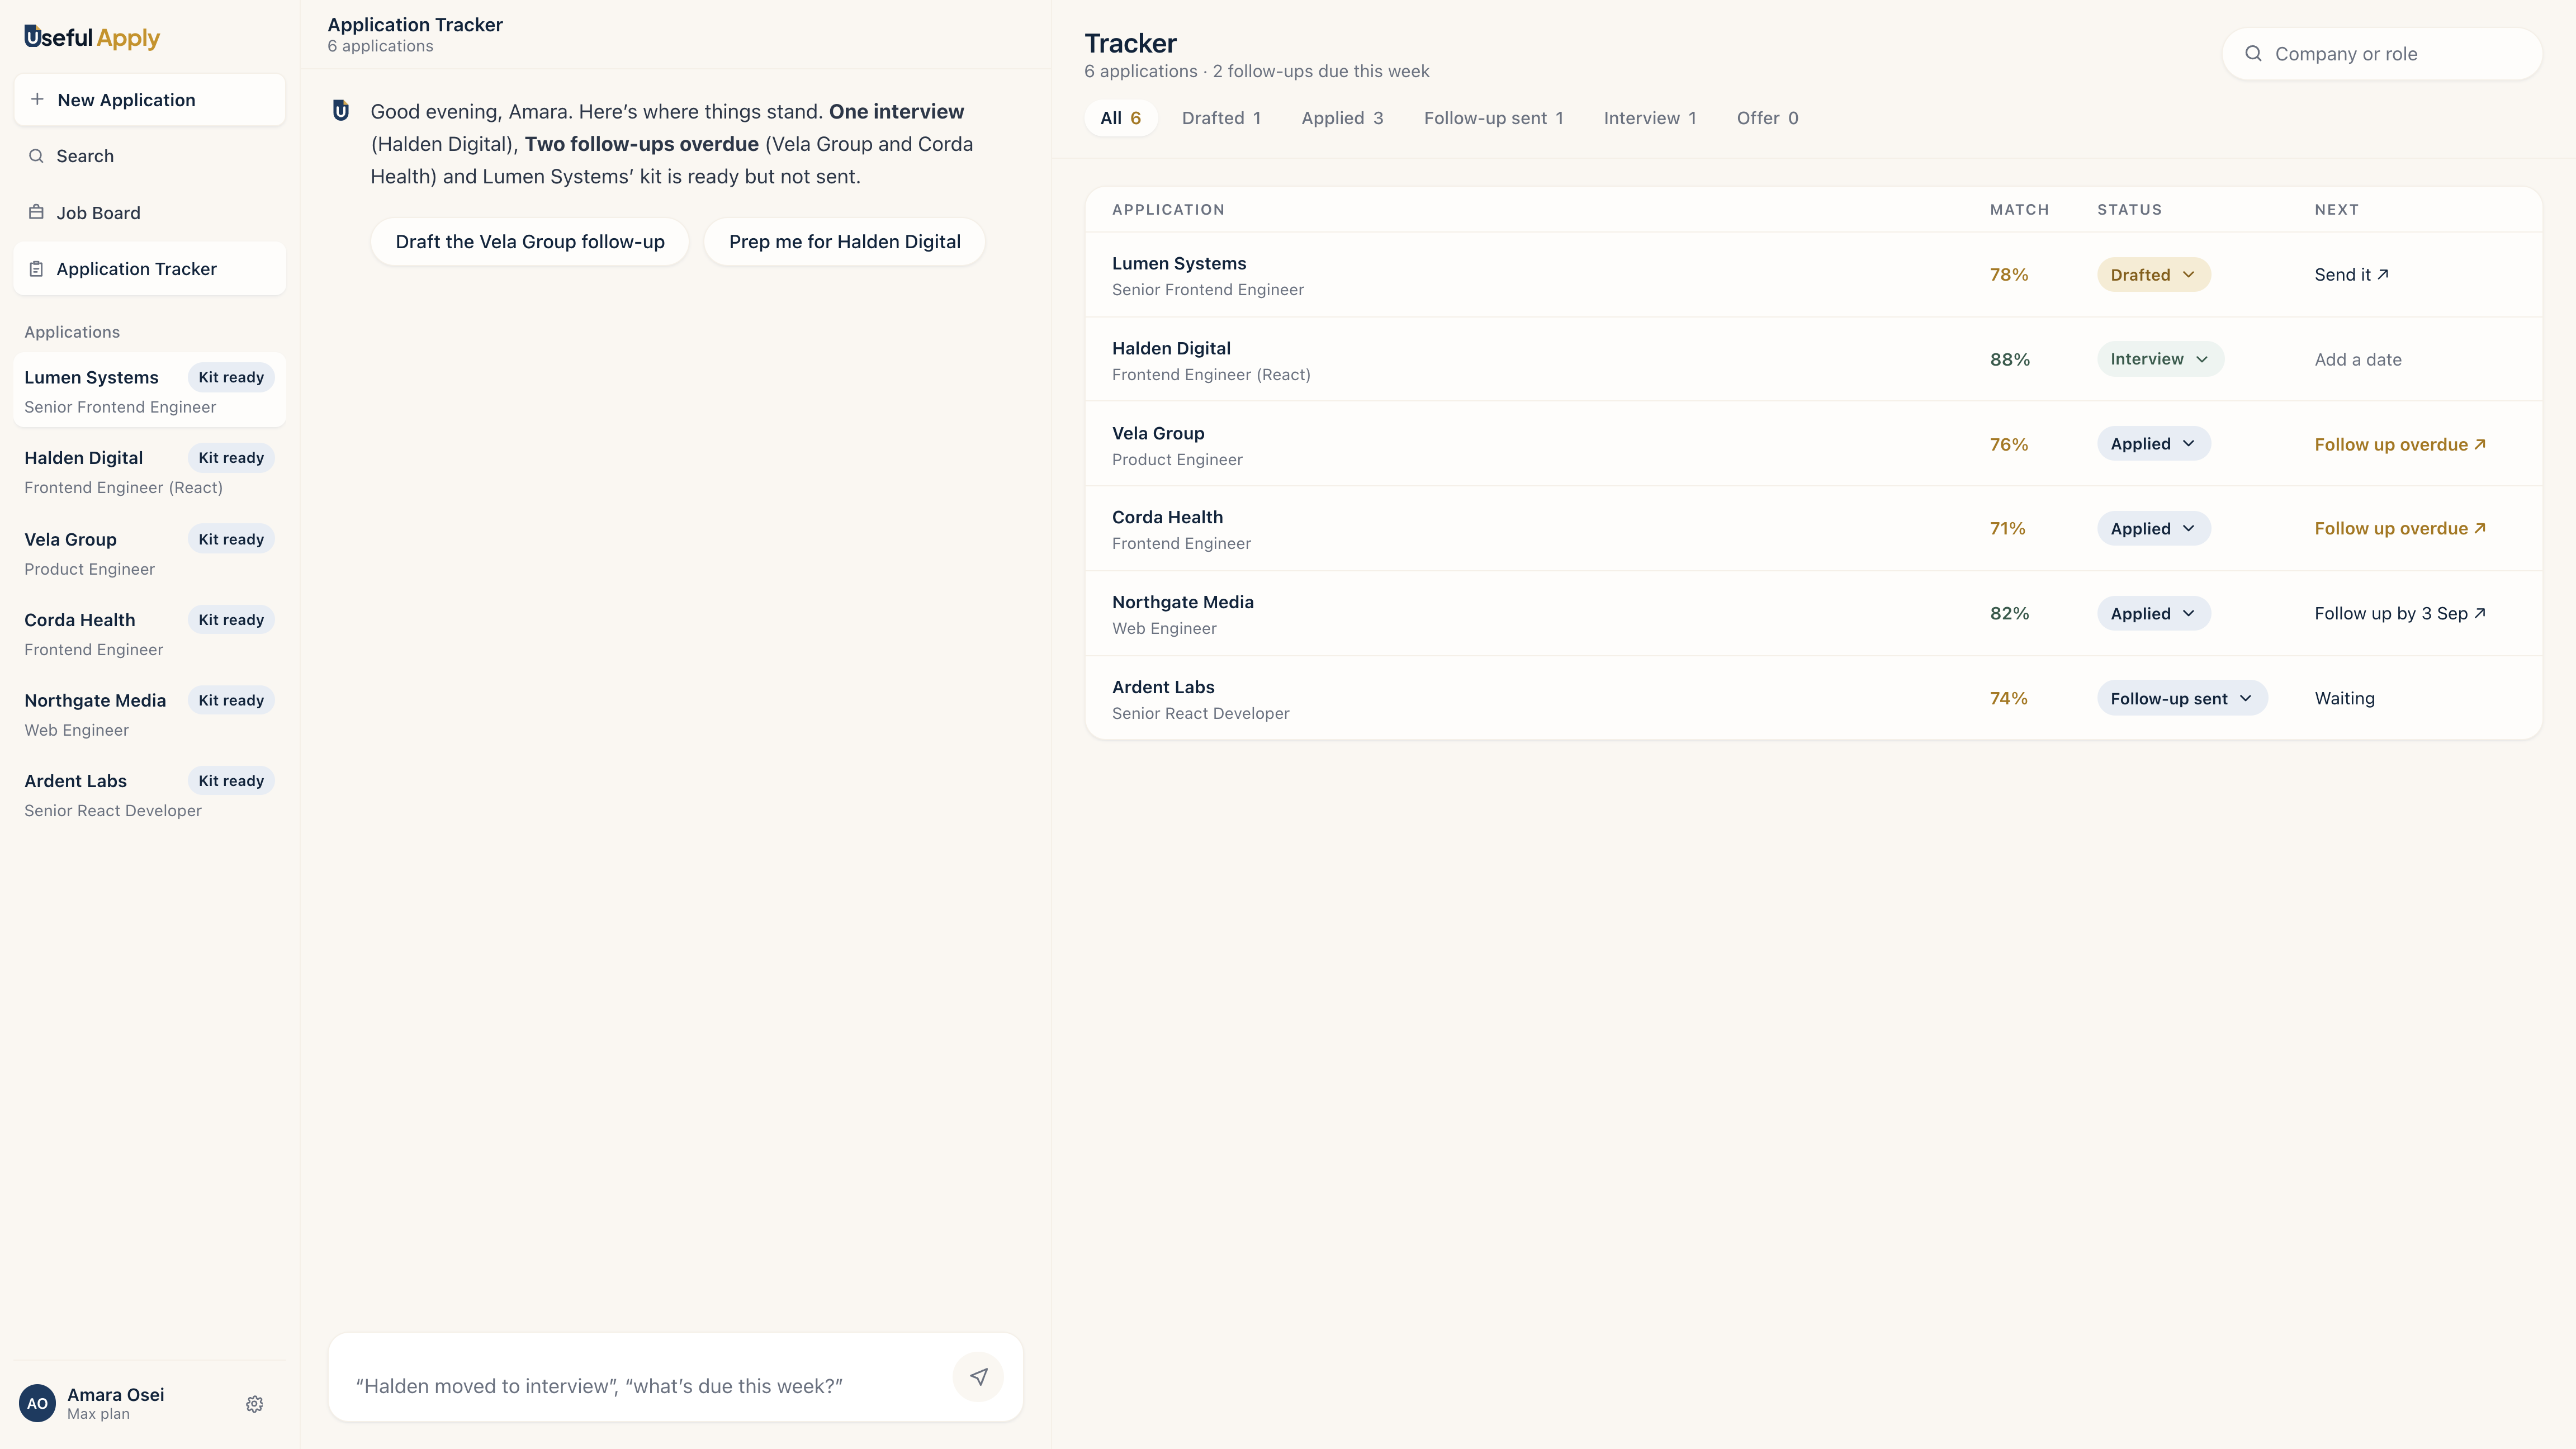 Useful Apply
New Application
Search
Job Board
Application Tracker
Applications
Lumen Systems
Kit ready
Senior Frontend Engineer
Halden Digital
Kit ready
Frontend Engineer (React)
Vela Group
Kit ready
Product Engineer
Corda Health
Kit ready
Frontend Engineer
Northgate Media
Kit ready
Web Engineer
Ardent Labs
Kit ready
Senior React Developer
AO
Amara Osei
Max plan
Application Tracker
6 applications
Good evening, Amara. Here’s where things stand. One interview
(Halden Digital), Two follow-ups overdue (Vela Group and Corda
Health) and Lumen Systems’ kit is ready but not sent.
Draft the Vela Group follow-up
Prep me for Halden Digital
“Halden moved to interview”, “what’s due this week?”
Tracker
6 applications · 2 follow-ups due this week
Company or role
All 6
Drafted 1
Applied 3
Follow-up sent 1
Interview 1
Offer 0
APPLICATION
MATCH
STATUS
NEXT
Lumen Systems
Senior Frontend Engineer
78%
Drafted
Send it ↗
Halden Digital
Frontend Engineer (React)
88%
Interview
Add a date
Vela Group
Product Engineer
76%
Applied
Follow up overdue ↗
Corda Health
Frontend Engineer
71%
Applied
Follow up overdue ↗
Northgate Media
Web Engineer
82%
Applied
Follow up by 3 Sep ↗
Ardent Labs
Senior React Developer
74%
Follow-up sent
Waiting